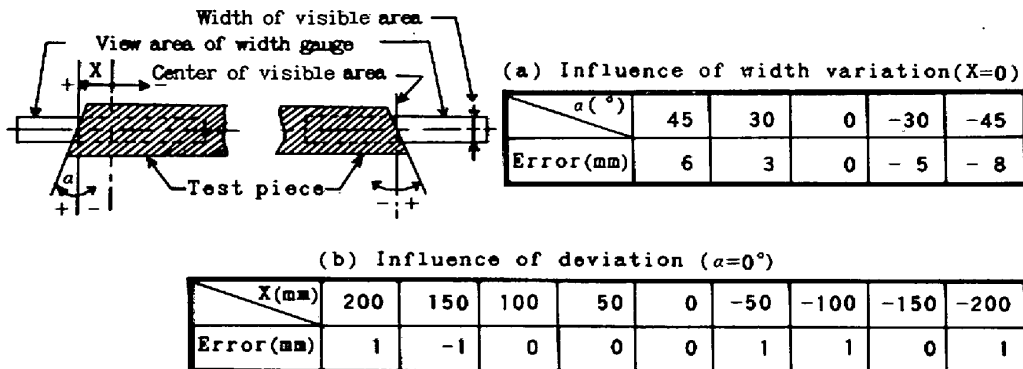 Width of visible area
View area of width gauge
+ X -
Center of visible area
α
+ -
Test piece
- +
(a) Influence of width variation(X=0)
α(°) 45 30 0 -30 -45
Error(mm) 6 3 0 - 5 - 8
(b) Influence of deviation (α=0°)
X(mm) 200 150 100 50 0 -50 -100 -150 -200
Error(mm) 1 -1 0 0 0 1 1 0 1